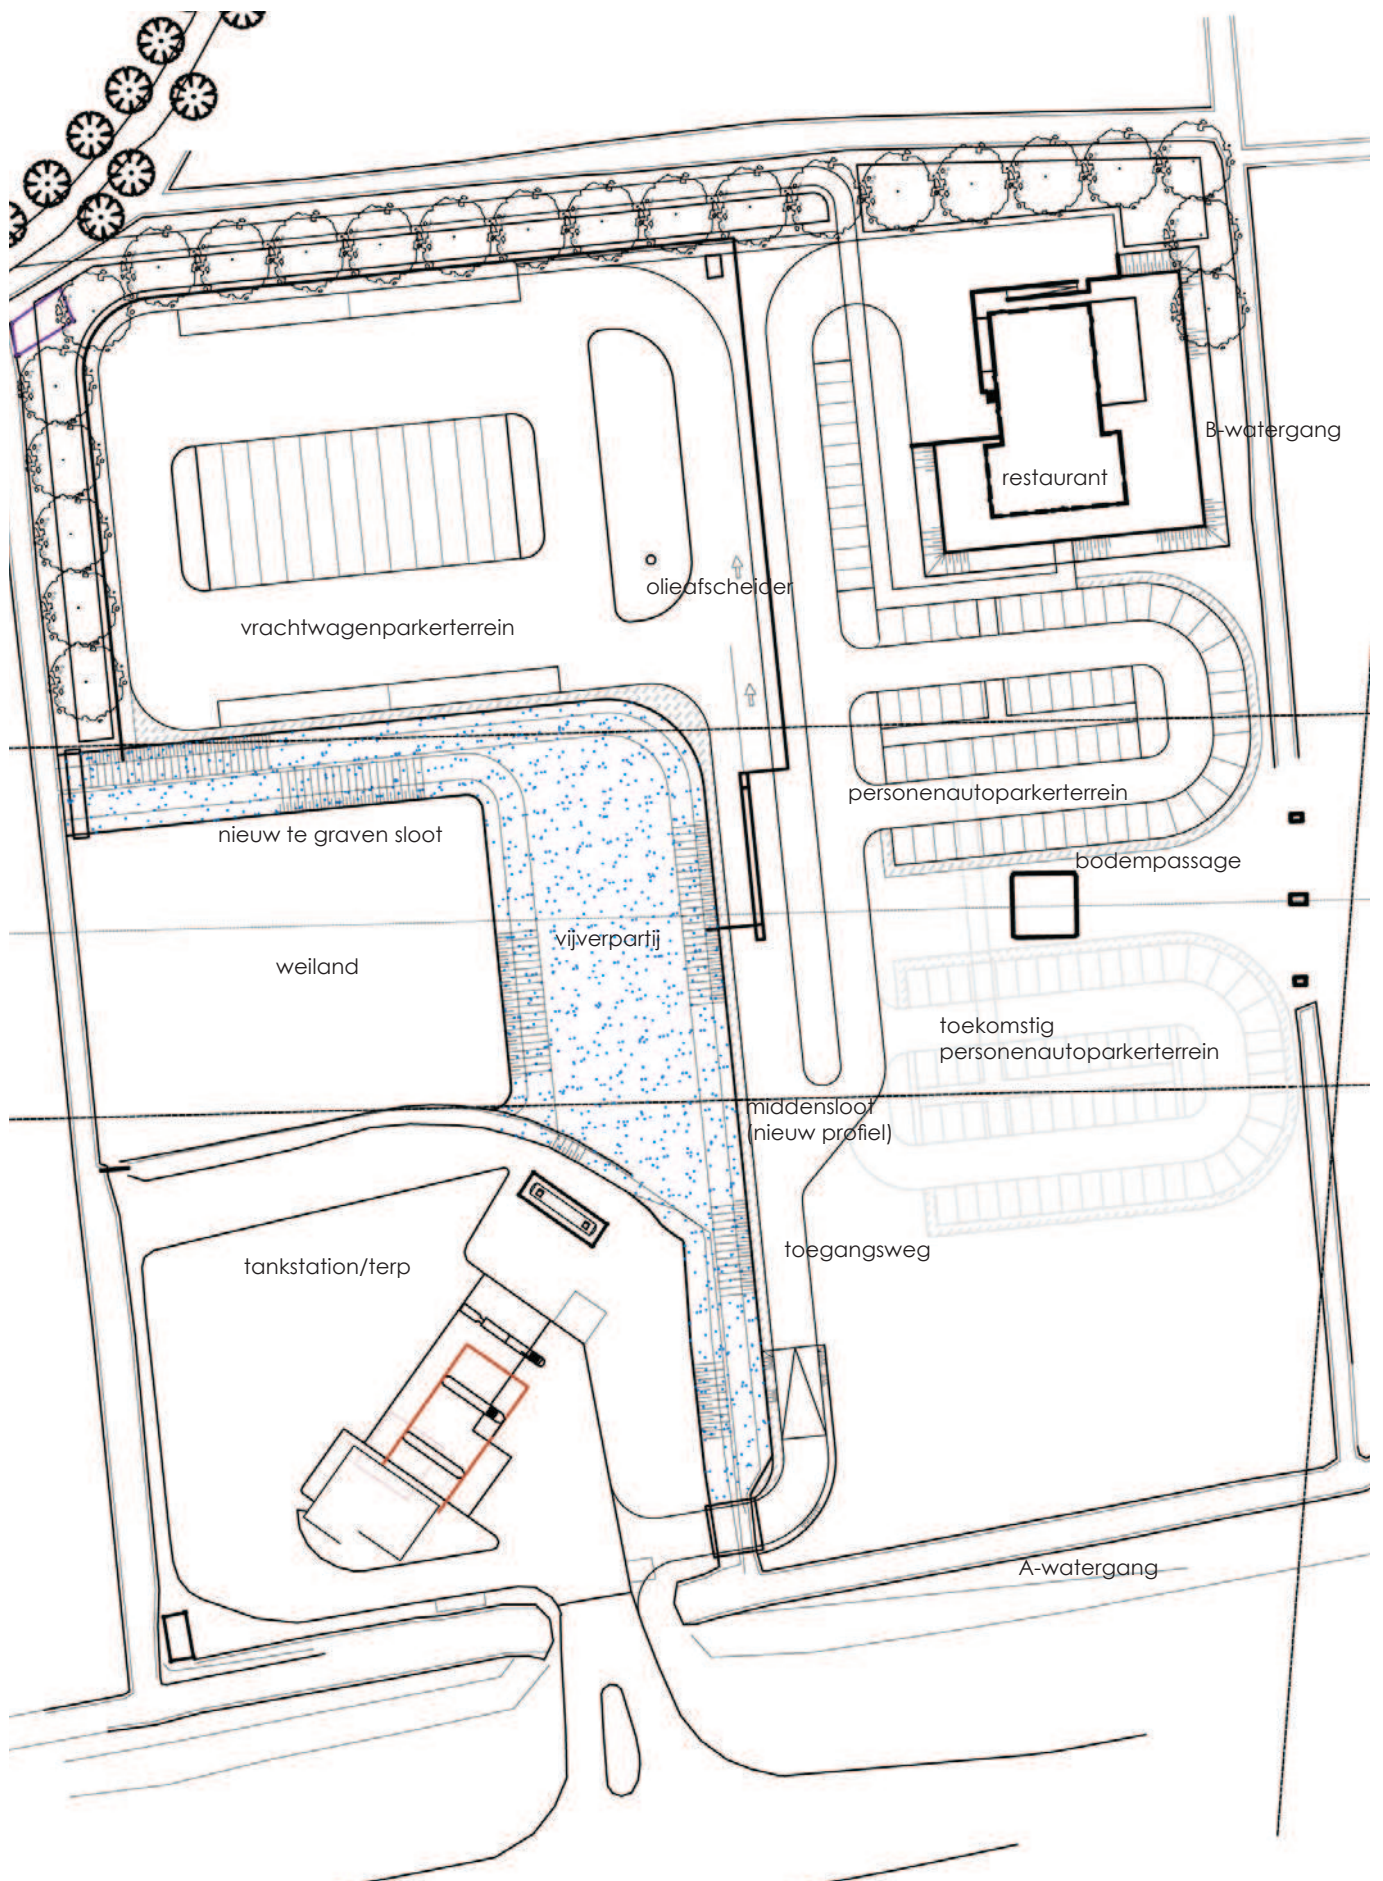 B-watergang
restaurant
olieafscheider
vrachtwagenparkerterrein
personenautoparkerterrein
nieuw te graven sloot
bodempassage
vijverpartij
weiland
toekomstig
personenautoparkerterrein
middensloot
(nieuw profiel)
toegangsweg
tankstation/terp
A-watergang